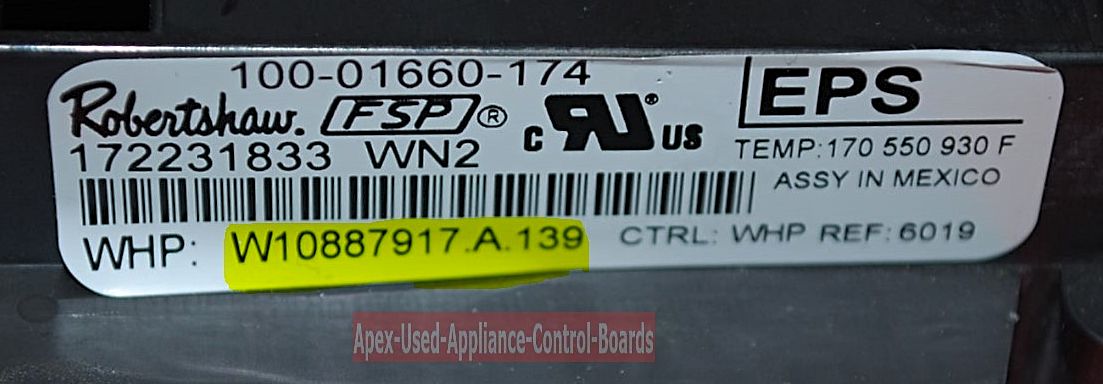 100-01660-174
Robertshaw. FSP® C RU® US EPS
172231833 WN2 TEMP:170 550 930 F
ASSY IN MEXICO
WHP: W10887917.A.139 CTRL: WHP REF:6019
Apex-Used-Appliance-Control-Boards